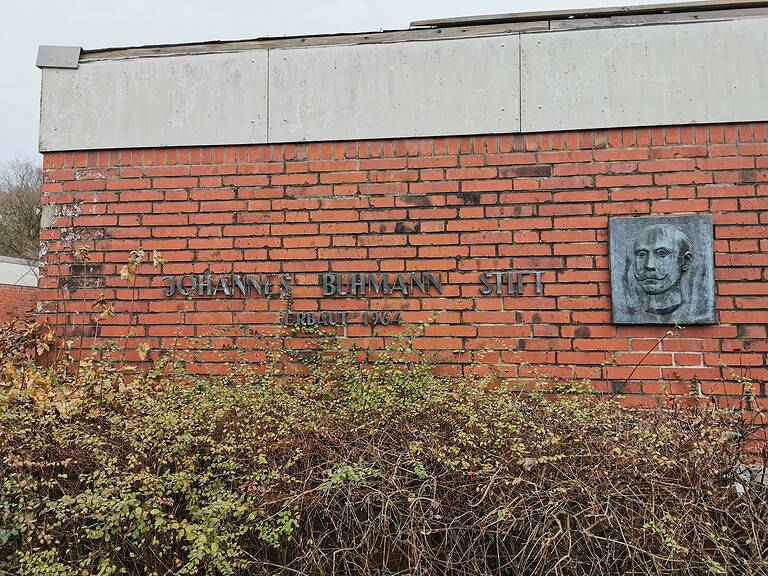 JOHANNES BUHMANN STIFT
ERBAUT 1964